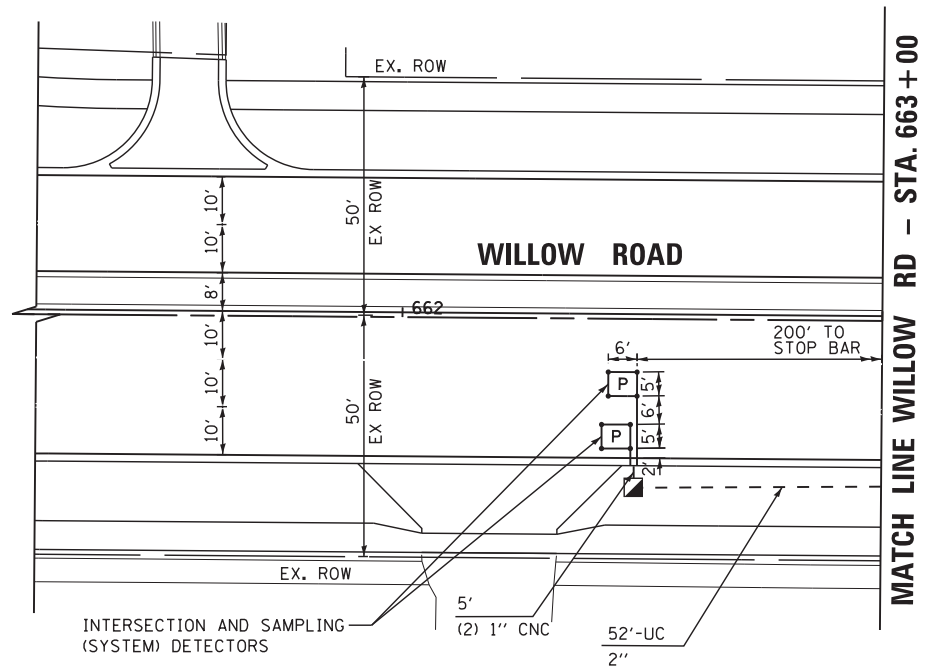 EX. ROW
10'
10'
8'
10'
10'
10'
50'
EX ROW
50'
EX ROW
WILLOW ROAD
662
200' TO
STOP BAR
6'
P
P
5'
6'
5'
2'
EX. ROW
INTERSECTION AND SAMPLING
(SYSTEM) DETECTORS
5'
(2) 1'' CNC
52'-UC
2''
MATCH LINE WILLOW RD - STA. 663+00